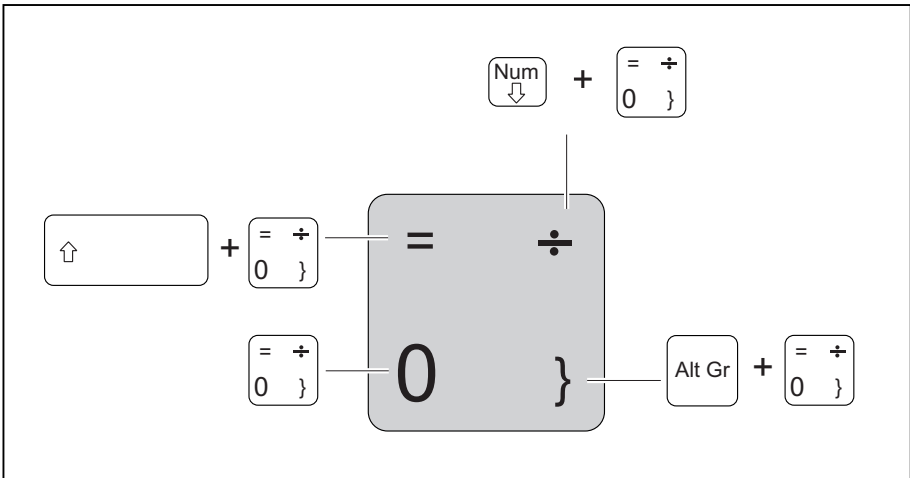 Num + = ÷
⇩ 0 }
⇧ + = ÷
0 }
= ÷
0 }
= ÷
0 }
Alt Gr + = ÷
0 }